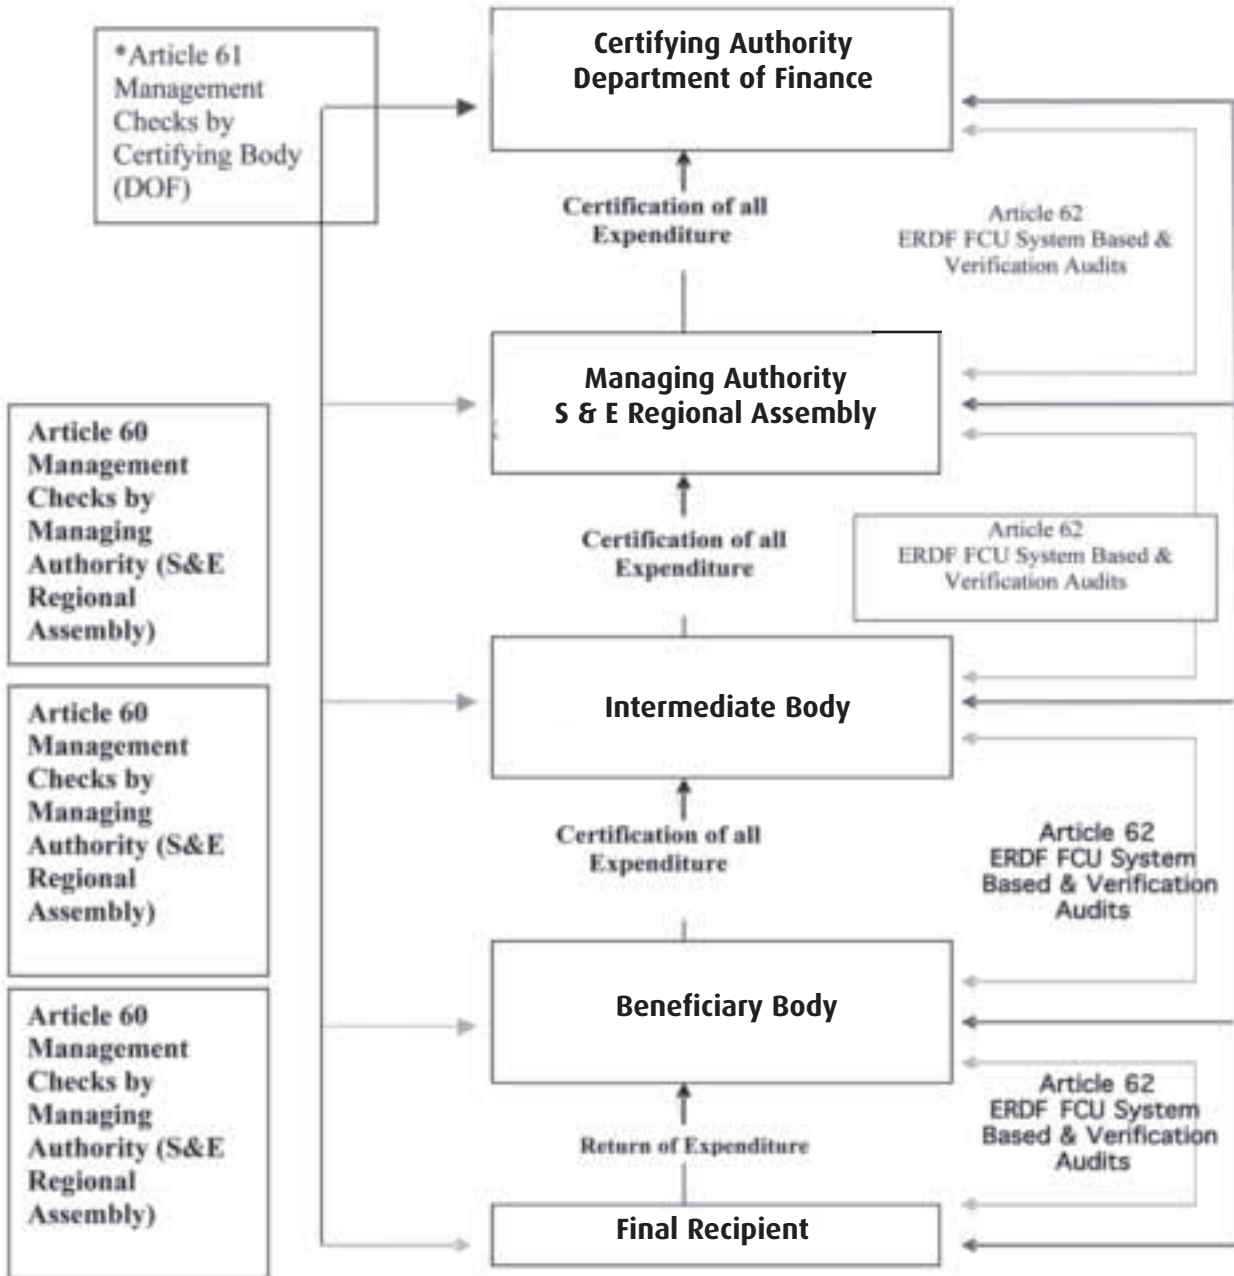 *Article 61
Management
Checks by
Certifying Body
(DOF)
Certifying Authority
Department of Finance
Certification of all
Expenditure
Article 62
ERDF FCU System Based &
Verification Audits
Managing Authority
S & E Regional Assembly
Article 60
Management
Checks by
Managing
Authority (S&E
Regional
Assembly)
Certification of all
Expenditure
Article 62
ERDF FCU System Based &
Verification Audits
Intermediate Body
Article 60
Management
Checks by
Managing
Authority (S&E
Regional
Assembly)
Certification of all
Expenditure
Article 62
ERDF FCU System
Based & Verification
Audits
Beneficiary Body
Article 60
Management
Checks by
Managing
Authority (S&E
Regional
Assembly)
Return of Expenditure
Article 62
ERDF FCU System
Based & Verification
Audits
Final Recipient